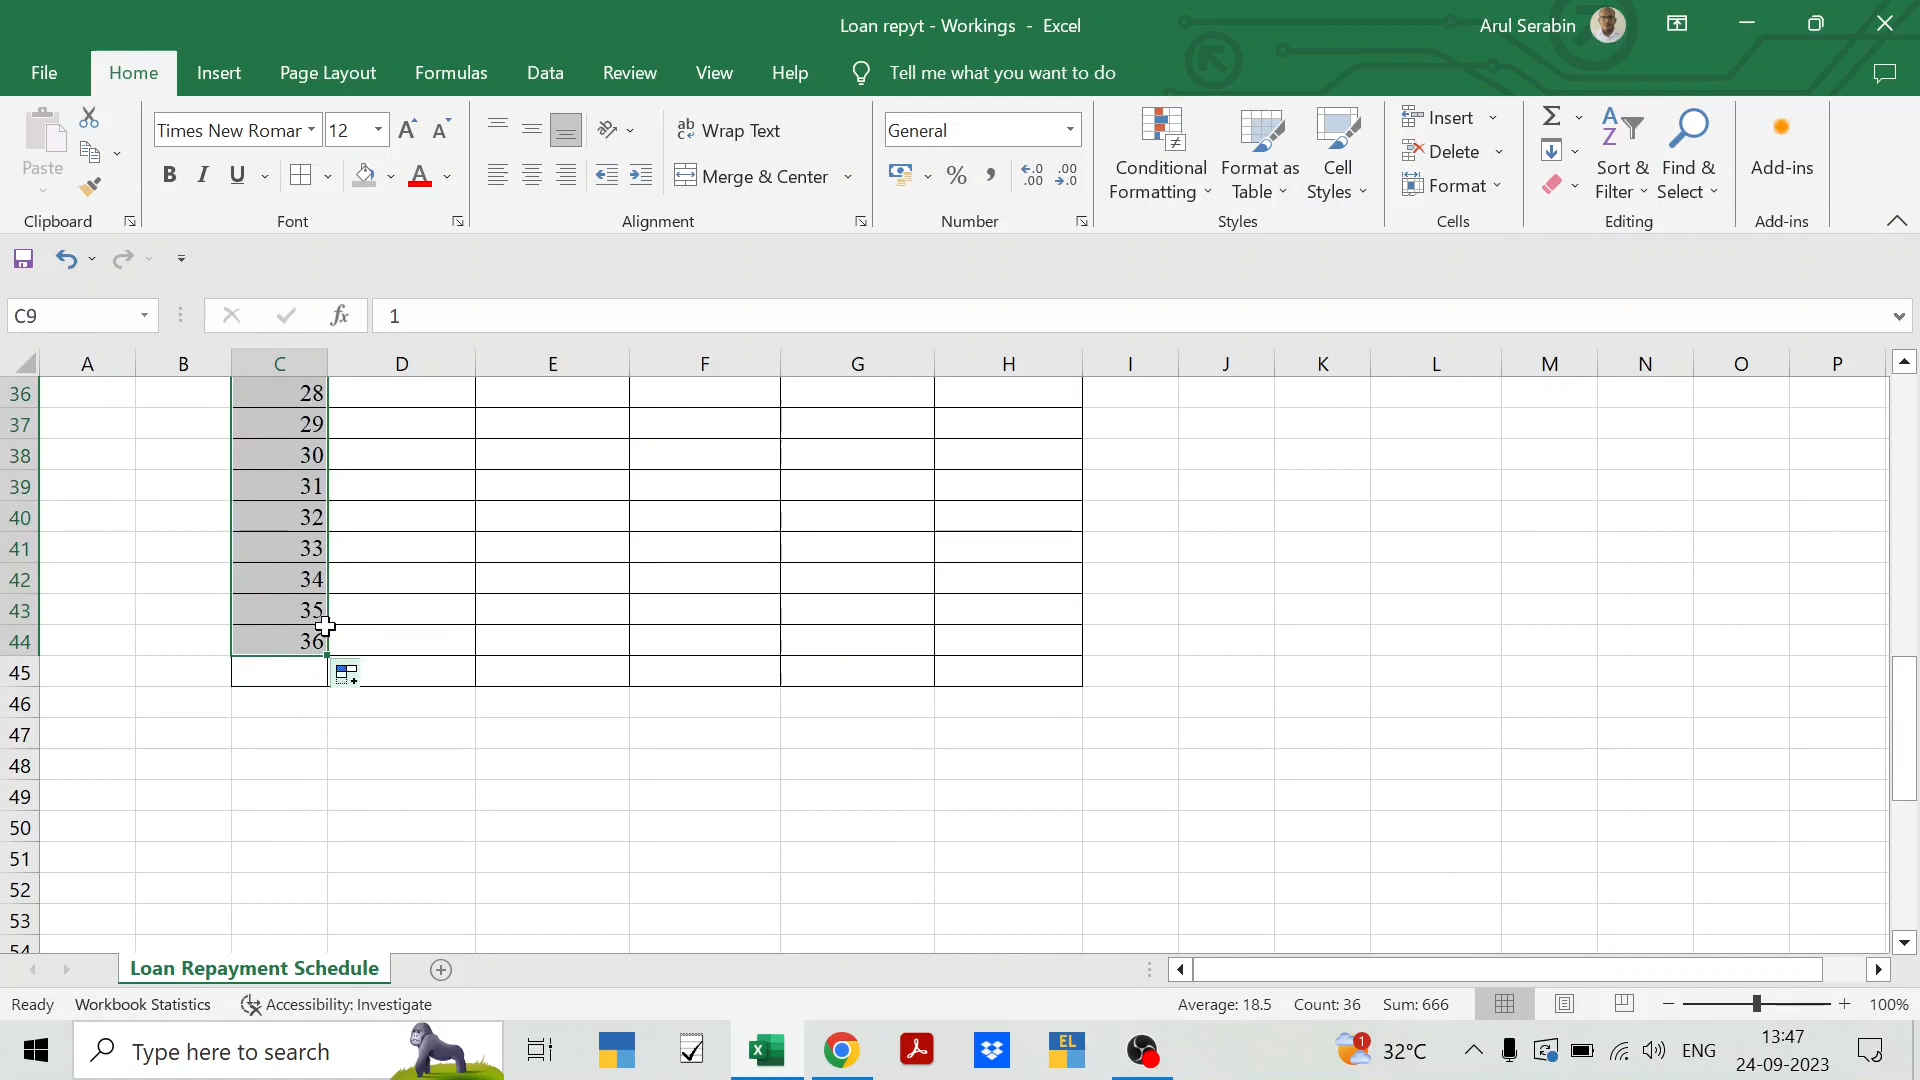 Loan repyt - Workings - Excel
Arul Serabin
File Home Insert Page Layout Formulas Data Review View Help Tell me what you want to do
Paste
Times New Romar 12
Wrap Text
General
Conditional Formatting
Format as Table
Cell Styles
Insert
Delete
Format
Sort & Filter
Find & Select
Add-ins
B I U
Merge & Center
% ,
Clipboard Font Alignment Number Styles Cells Editing Add-ins
C9 fx 1
A B C D E F G H I J K L M N O P
36 28
37 29
38 30
39 31
40 32
41 33
42 34
43 35
44 36
45
46
47
48
49
50
51
52
53
54
Loan Repayment Schedule
Ready Workbook Statistics Accessibility: Investigate Average: 18.5 Count: 36 Sum: 666 100%
Type here to search
EL
1 32°C ENG 13:47
24-09-2023